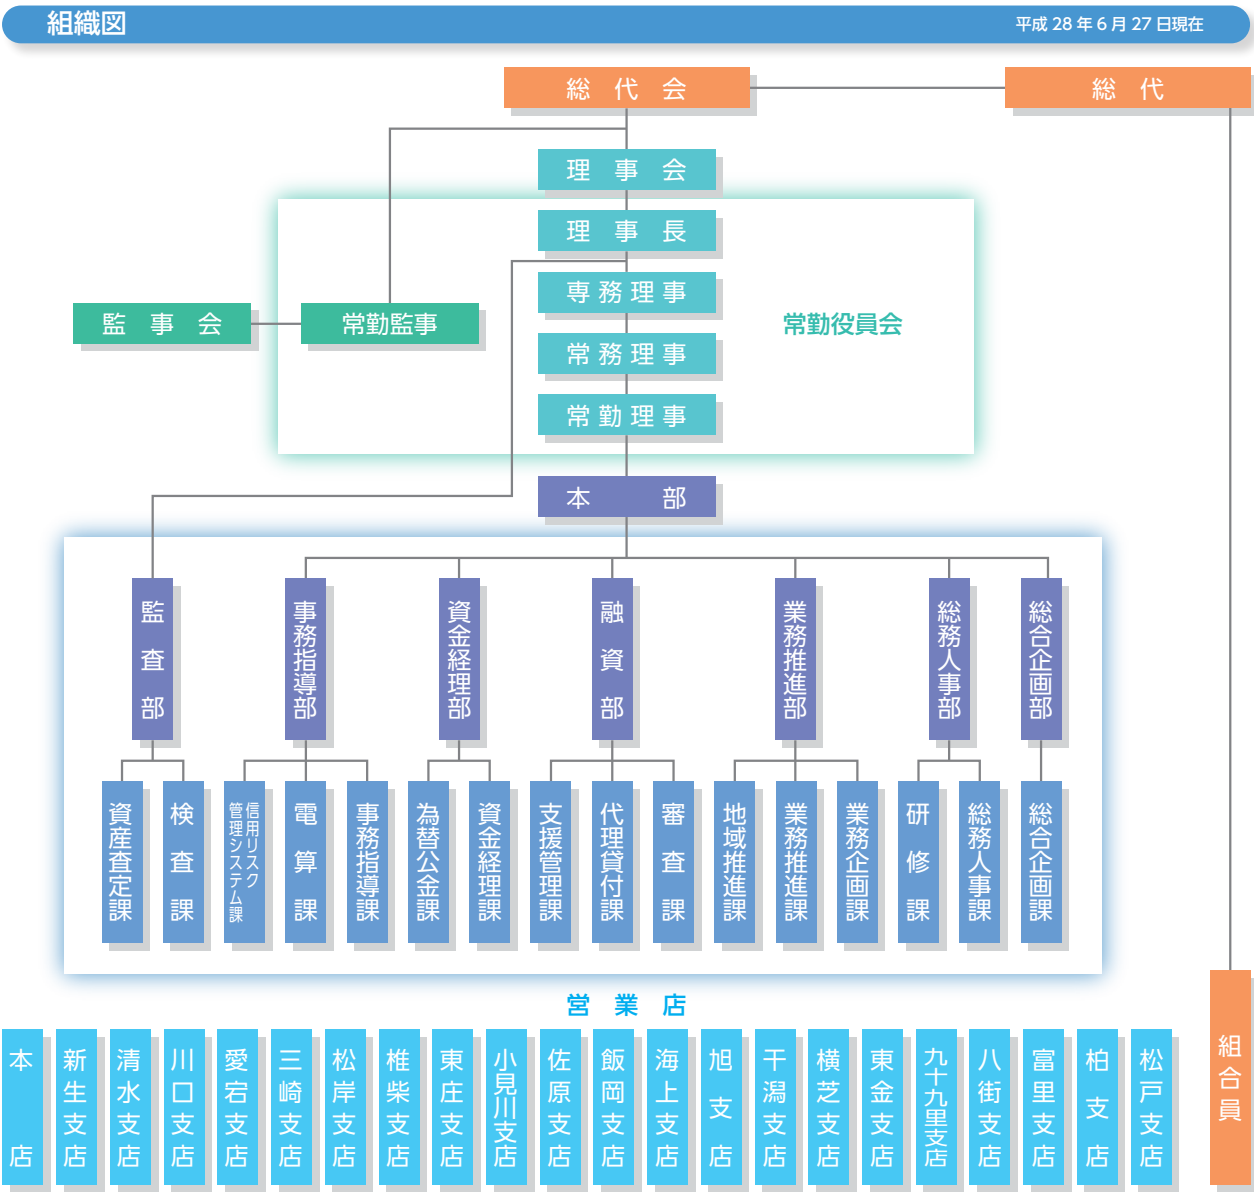 組織図
平成 28 年 6 月 27 日現在
総 代 会
総 代
理 事 会
理 事 長
専務理事
監 事 会
常勤監事
常勤役員会
常務理事
常勤理事
本 部
監査部
事務指導部
資金経理部
融資部
業務推進部
総務人事部
総合企画部
資産査定課
検査課
信用リスク
管理システム課
電算課
事務指導課
為替公金課
資金経理課
支援管理課
代理貸付課
審査課
地域推進課
業務推進課
業務企画課
研修課
総務人事課
総合企画課
営 業 店
本店
新生支店
清水支店
川口支店
愛宕支店
三崎支店
松岸支店
椎柴支店
東庄支店
小見川支店
佐原支店
飯岡支店
海上支店
旭支店
干潟支店
横芝支店
東金支店
九十九里支店
八街支店
富里支店
柏支店
松戸支店
組合員